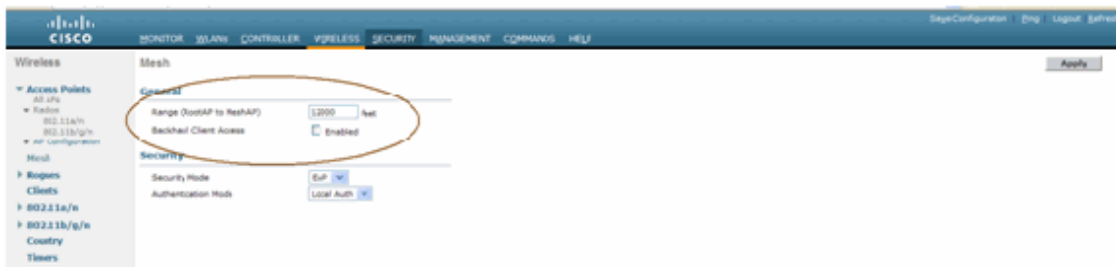 Save Configuration Ping Logout Refresh
CISCO
MONITOR WLANs CONTROLLER WIRELESS SECURITY MANAGEMENT COMMANDS HELP
Wireless
Mesh
Apply
Access Points
All APs
Radios
802.11a/n
802.11b/g/n
AP Configuration
Mesh
Rogues
Clients
802.11a/n
802.11b/g/n
Country
Timers
General
Range (RootAP to MeshAP) 12000 feet
Backhaul Client Access Enabled
Security
Security Mode EAP
Authentication Mode Local Auth